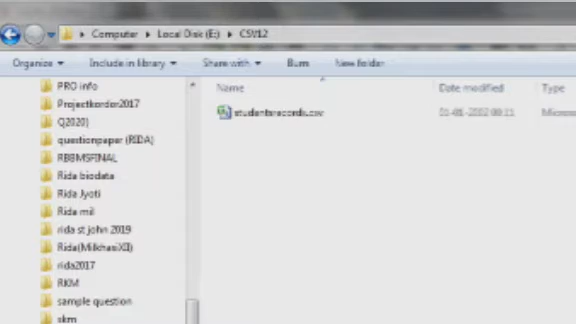 Computer ▸ Local Disk (E:) ▸ CSV12
Organize Include in library Share with Burn New folder
Name Date modified Type
PRO info
Projectkorder2017
Q2020)
questionpaper (RIDA)
RBBMSFINAL
Rida biodata
Rida Jyoti
Rida mil
rida st john 2019
Rida(MilkhasiXII)
rida2017
RKM
sample question
skm
studentsrecords.csv